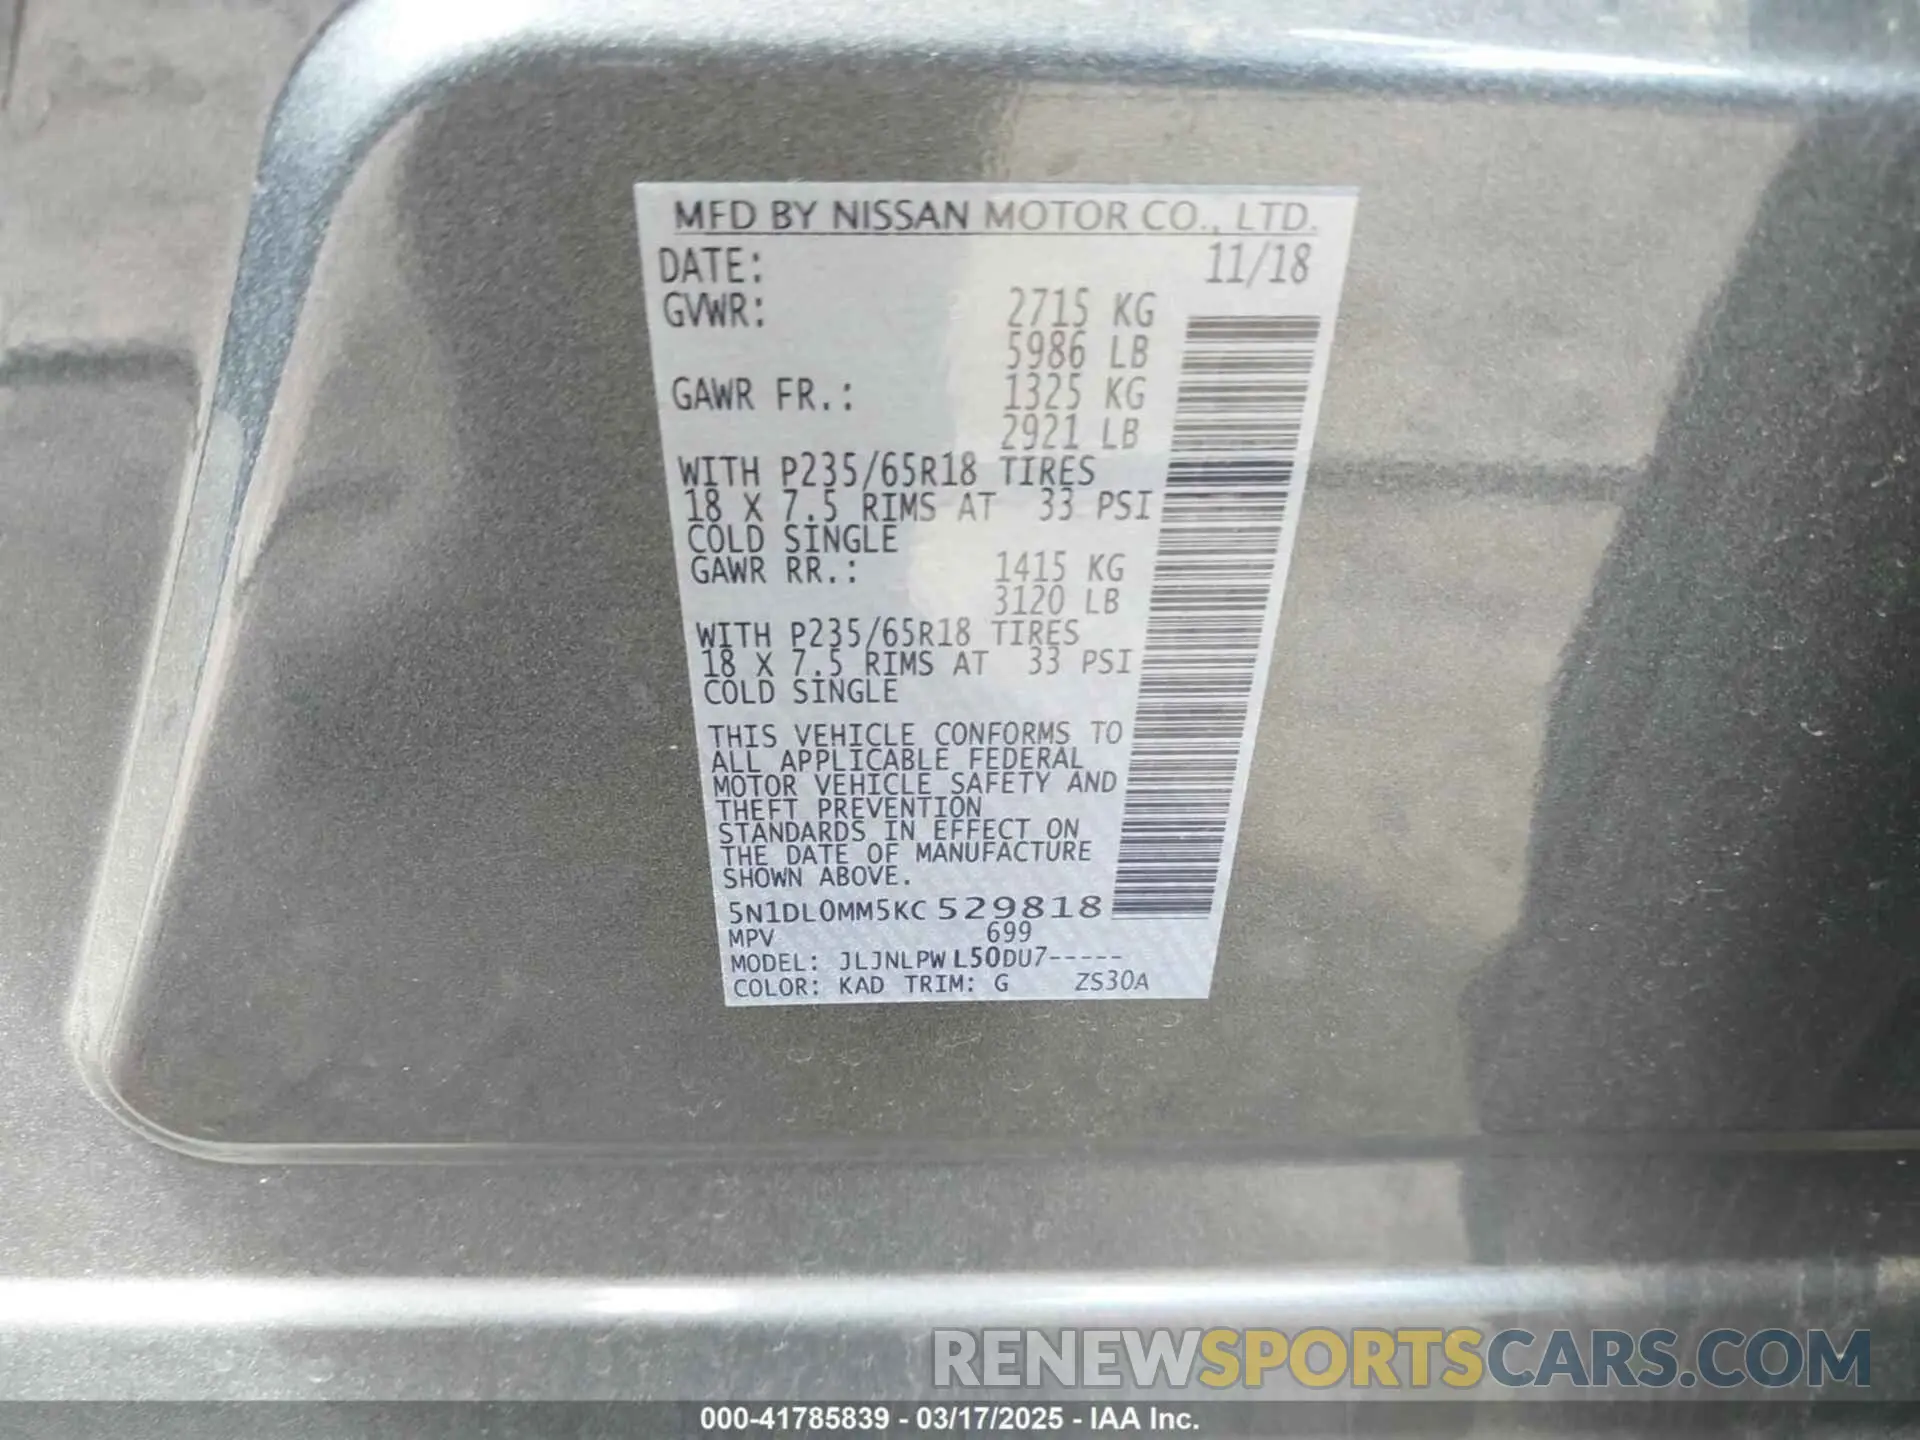 MFD BY NISSAN MOTOR CO., LTD.
DATE: 11/18
GVWR: 2715 KG
5986 LB
GAWR FR.: 1325 KG
2921 LB
WITH P235/65R18 TIRES
18 X 7.5 RIMS AT 33 PSI
COLD SINGLE
GAWR RR.: 1415 KG
3120 LB
WITH P235/65R18 TIRES
18 X 7.5 RIMS AT 33 PSI
COLD SINGLE
THIS VEHICLE CONFORMS TO
ALL APPLICABLE FEDERAL
MOTOR VEHICLE SAFETY AND
THEFT PREVENTION
STANDARDS IN EFFECT ON
THE DATE OF MANUFACTURE
SHOWN ABOVE.
5N1DL0MM5KC 529818
MPV 699
MODEL: JLJNLPW L50DU7-----
COLOR: KAD TRIM: G ZS30A
RENEWSPORTSCARS.COM
000-41785839 - 03/17/2025 - IAA Inc.